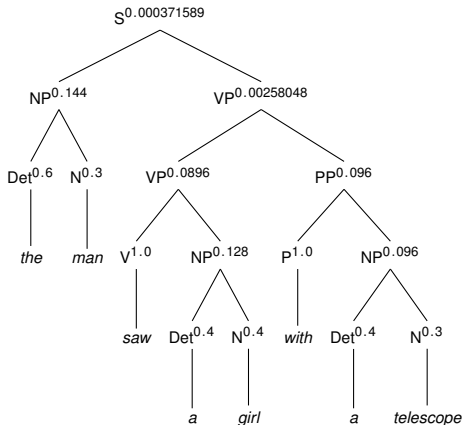 S0.000371589
NP0.144 VP0.00258048
Det0.6 N0.3 VP0.0896 PP0.096
the man V1.0 NP0.128 P1.0 NP0.096
saw Det0.4 N0.4 with Det0.4 N0.3
a girl a telescope